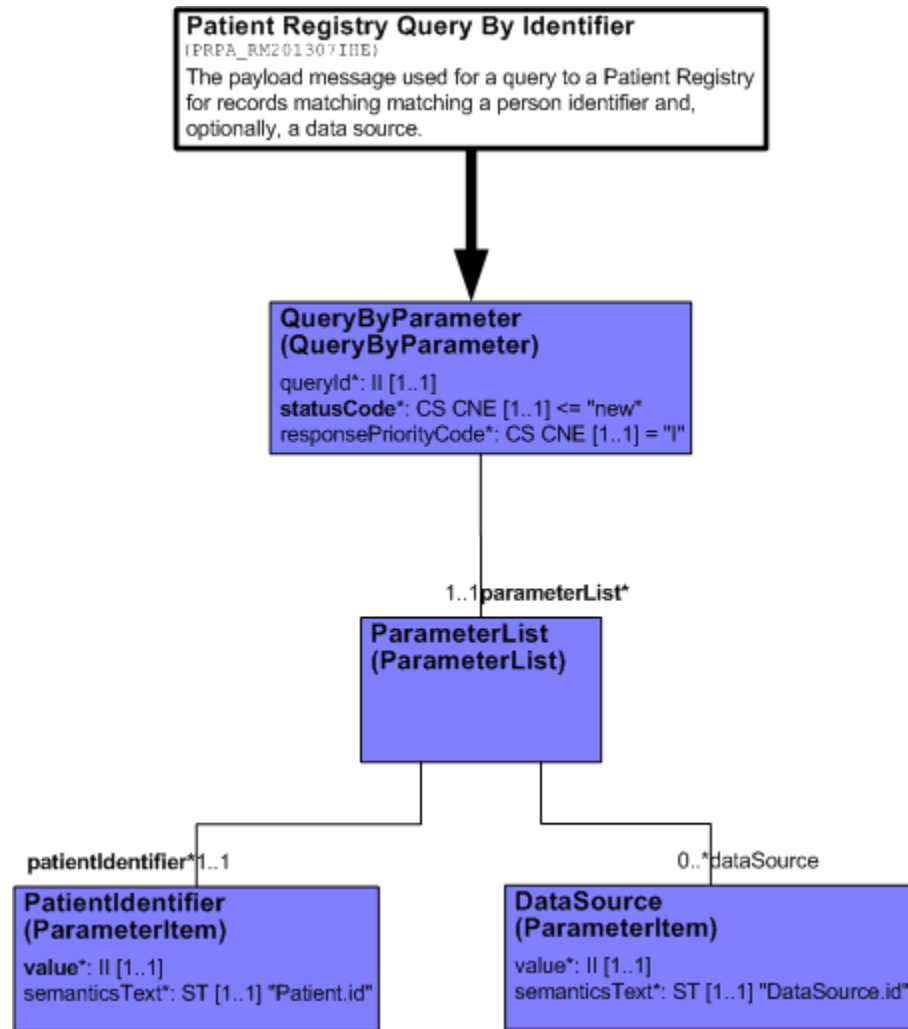 Patient Registry Query By Identifier
(PRPA_RM201307IHE)
The payload message used for a query to a Patient Registry
for records matching matching a person identifier and,
optionally, a data source.
QueryByParameter
(QueryByParameter)
queryId*: II [1..1]
statusCode*: CS CNE [1..1] <= "new"
responsePriorityCode*: CS CNE [1..1] = "I"
1..1parameterList*
ParameterList
(ParameterList)
patientIdentifier*1..1
0..*dataSource
PatientIdentifier
(ParameterItem)
value*: II [1..1]
semanticsText*: ST [1..1] "Patient.id"
DataSource
(ParameterItem)
value*: II [1..1]
semanticsText*: ST [1..1] "DataSource.id"